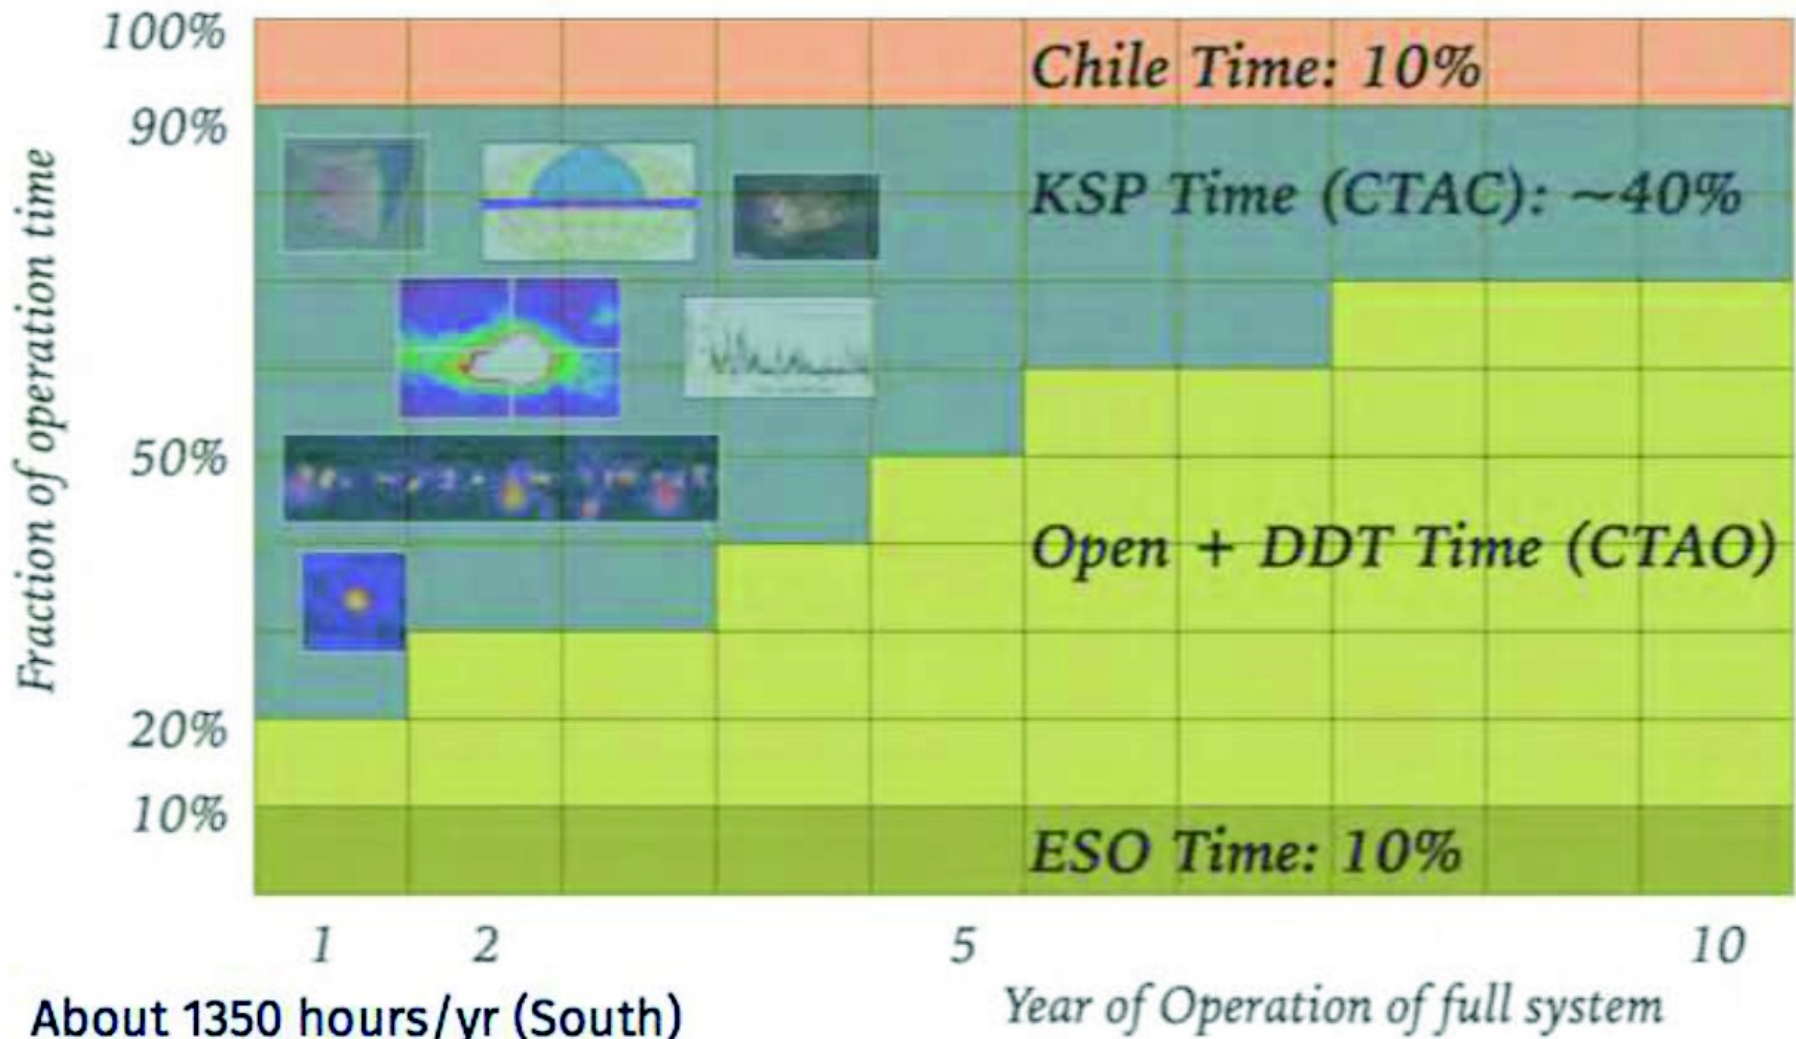 100%
90%
50%
20%
10%
Fraction of operation time
Chile Time: 10%
KSP Time (CTAC): ~40%
Open + DDT Time (CTAO)
ESO Time: 10%
1 2 5 10
Year of Operation of full system
About 1350 hours/yr (South)